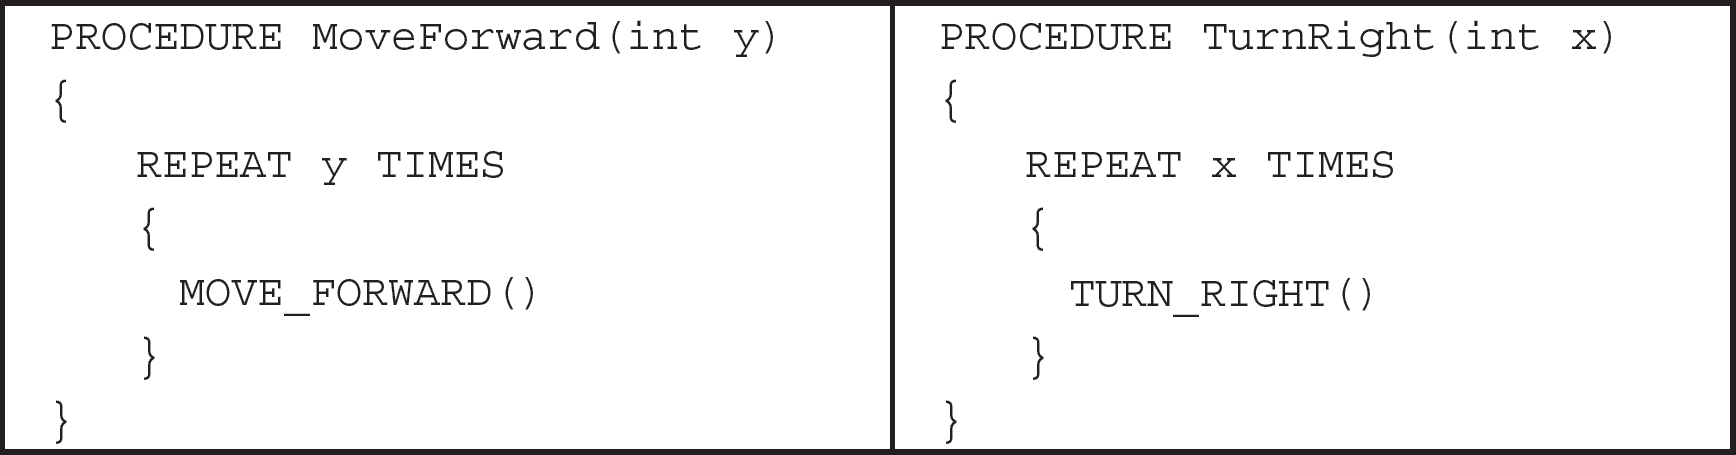 PROCEDURE MoveForward(int y)
{
REPEAT y TIMES
{
MOVE_FORWARD()
}
}
PROCEDURE TurnRight(int x)
{
REPEAT x TIMES
{
TURN_RIGHT()
}
}